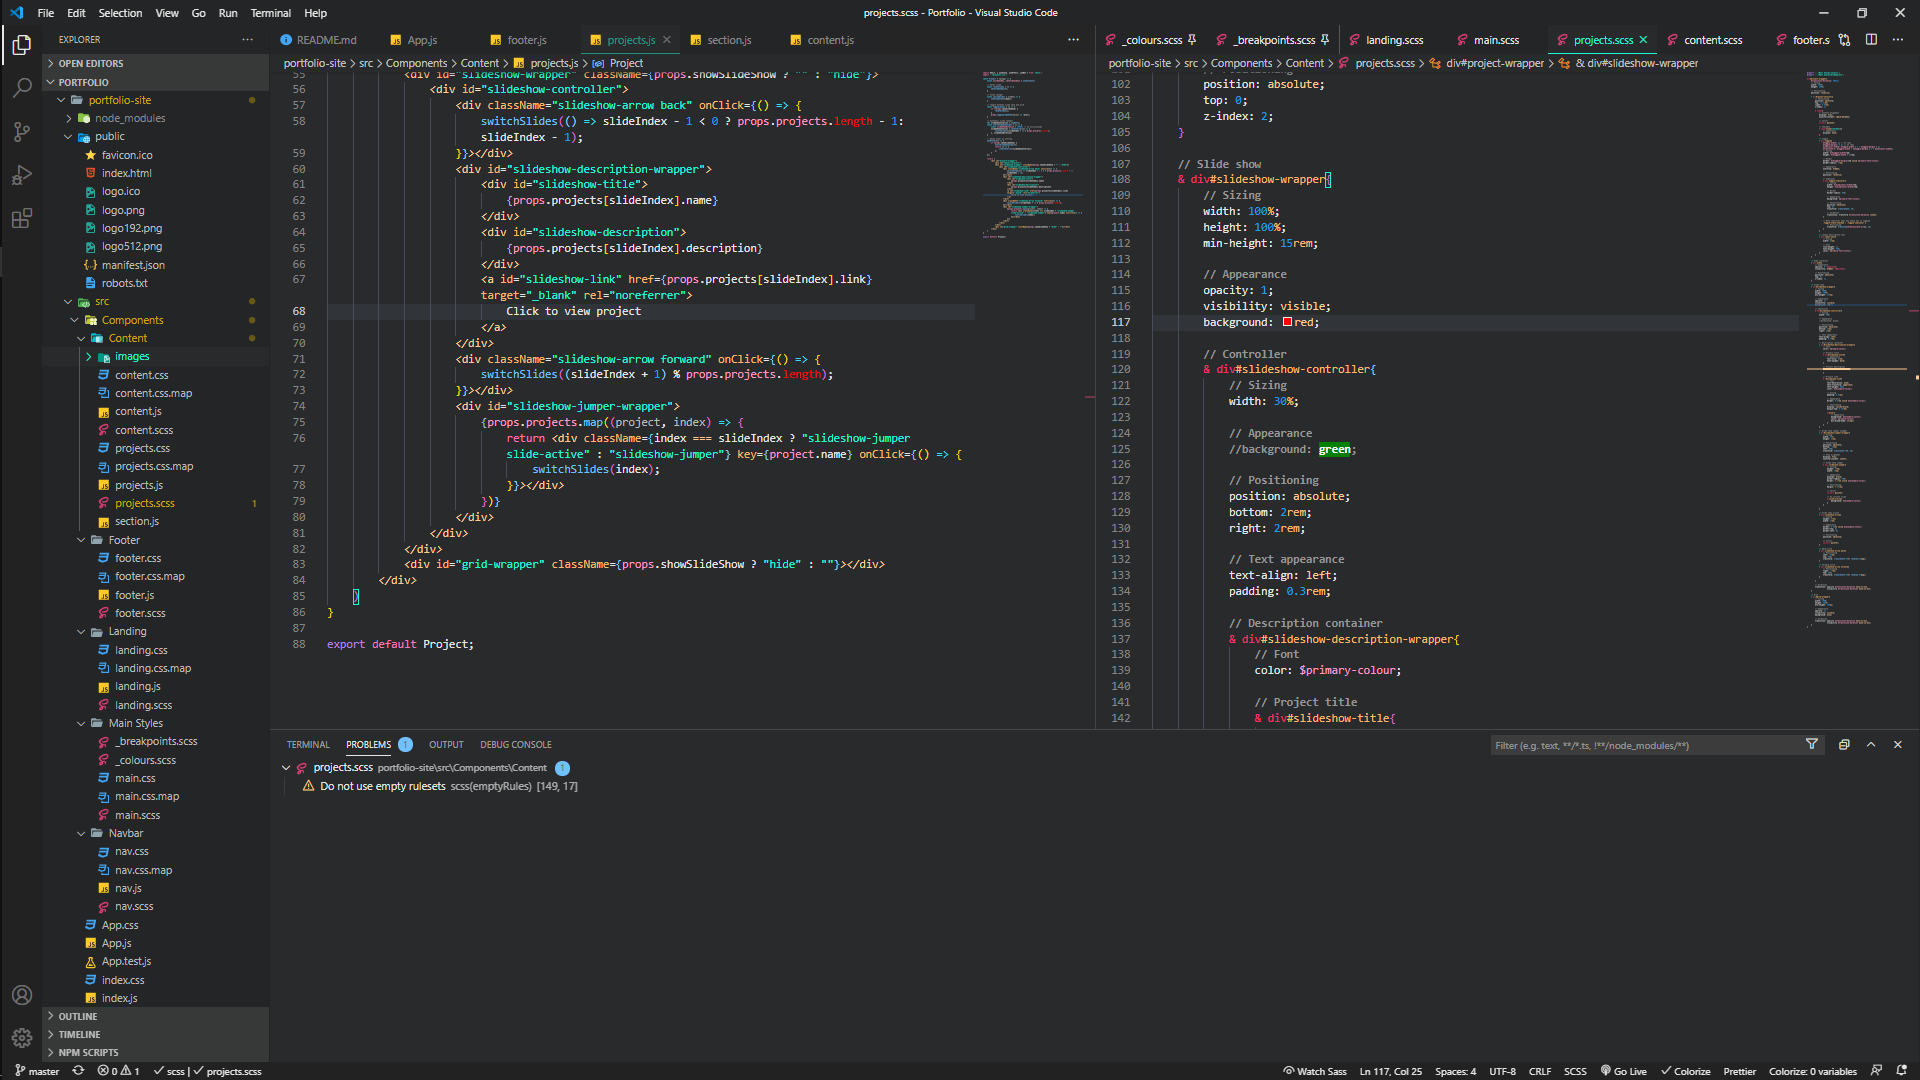 File Edit Selection View Go Run Terminal Help
projects.scss - Portfolio - Visual Studio Code
EXPLORER
OPEN EDITORS
PORTFOLIO
portfolio-site
node_modules
public
favicon.ico
index.html
logo.ico
logo.png
logo192.png
logo512.png
manifest.json
robots.txt
src
Components
Content
images
content.css
content.css.map
content.js
content.scss
projects.css
projects.css.map
projects.js
projects.scss 1
section.js
Footer
footer.css
footer.css.map
footer.js
footer.scss
Landing
landing.css
landing.css.map
landing.js
landing.scss
Main Styles
_breakpoints.scss
_colours.scss
main.css
main.css.map
main.scss
Navbar
nav.css
nav.css.map
nav.js
nav.scss
App.css
App.js
App.test.js
index.css
index.js
OUTLINE
TIMELINE
NPM SCRIPTS
README.md App.js footer.js projects.js section.js content.js
portfolio-site > src > Components > Content > projects.js > Project
55 <div id="slideshow-wrapper" className={props.showSlideShow ? "" : "hide"}>
56 <div id="slideshow-controller">
57 <div className="slideshow-arrow back" onClick={() => {
58 switchSlides(() => slideIndex - 1 < 0 ? props.projects.length - 1:
slideIndex - 1);
59 }}></div>
60 <div id="slideshow-description-wrapper">
61 <div id="slideshow-title">
62 {props.projects[slideIndex].name}
63 </div>
64 <div id="slideshow-description">
65 {props.projects[slideIndex].description}
66 </div>
67 <a id="slideshow-link" href={props.projects[slideIndex].link}
target="_blank" rel="noreferrer">
68 Click to view project
69 </a>
70 </div>
71 <div className="slideshow-arrow forward" onClick={() => {
72 switchSlides((slideIndex + 1) % props.projects.length);
73 }}></div>
74 <div id="slideshow-jumper-wrapper">
75 {props.projects.map((project, index) => {
76 return <div className={index === slideIndex ? "slideshow-jumper
slide-active" : "slideshow-jumper"} key={project.name} onClick={() => {
77 switchSlides(index);
78 }}></div>
79 })}
80 </div>
81 </div>
82 </div>
83 <div id="grid-wrapper" className={props.showSlideShow ? "hide" : ""}></div>
84 </div>
85 )
86 }
87
88 export default Project;
_colours.scss _breakpoints.scss landing.scss main.scss projects.scss content.scss footer.s
portfolio-site > src > Components > Content > projects.scss > div#project-wrapper > & div#slideshow-wrapper
102 position: absolute;
103 top: 0;
104 z-index: 2;
105 }
106
107 // Slide show
108 & div#slideshow-wrapper{
109 // Sizing
110 width: 100%;
111 height: 100%;
112 min-height: 15rem;
113
114 // Appearance
115 opacity: 1;
116 visibility: visible;
117 background: red;
118
119 // Controller
120 & div#slideshow-controller{
121 // Sizing
122 width: 30%;
123
124 // Appearance
125 //background: green;
126
127 // Positioning
128 position: absolute;
129 bottom: 2rem;
130 right: 2rem;
131
132 // Text appearance
133 text-align: left;
134 padding: 0.3rem;
135
136 // Description container
137 & div#slideshow-description-wrapper{
138 // Font
139 color: $primary-colour;
140
141 // Project title
142 & div#slideshow-title{
TERMINAL PROBLEMS 1 OUTPUT DEBUG CONSOLE
Filter (e.g. text, **/*.ts, !**/node_modules/**)
projects.scss portfolio-site\src\Components\Content 1
Do not use empty rulesets scss(emptyRules) [149, 17]
master 0 1 scss | projects.scss
Watch Sass Ln 117, Col 25 Spaces: 4 UTF-8 CRLF SCSS Go Live Colorize Prettier Colorize: 0 variables